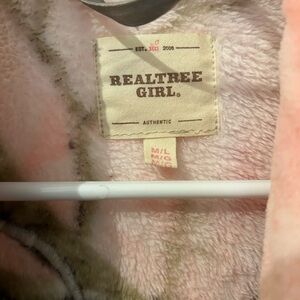 EST. 2006
REALTREE
GIRL®
AUTHENTIC
M/L
M/G